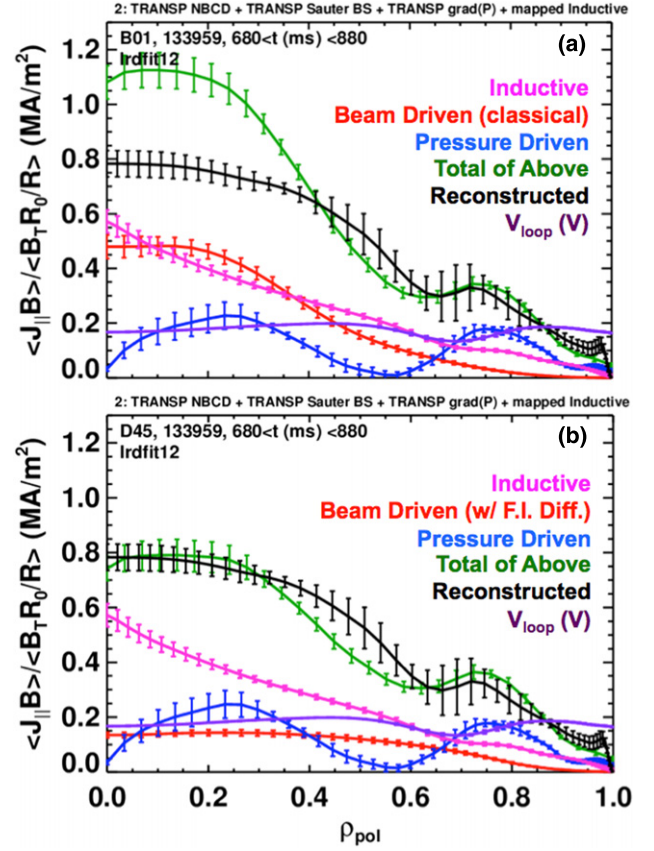 2: TRANSP NBCD + TRANSP Sauter BS + TRANSP grad(P) + mapped Inductive
B01, 133959, 680<t (ms) <880
(a)
lrdfit12
Inductive
Beam Driven (classical)
Pressure Driven
Total of Above
Reconstructed
Vloop (V)
<J||B>/<BTR0/R> (MA/m²)
1.2
1.0
0.8
0.6
0.4
0.2
0.0
2: TRANSP NBCD + TRANSP Sauter BS + TRANSP grad(P) + mapped Inductive
D45, 133959, 680<t (ms) <880
(b)
lrdfit12
Inductive
Beam Driven (w/ F.I. Diff.)
Pressure Driven
Total of Above
Reconstructed
Vloop (V)
<J||B>/<BTR0/R> (MA/m²)
1.2
1.0
0.8
0.6
0.4
0.2
0.0
0.0 0.2 0.4 0.6 0.8 1.0
ρpol